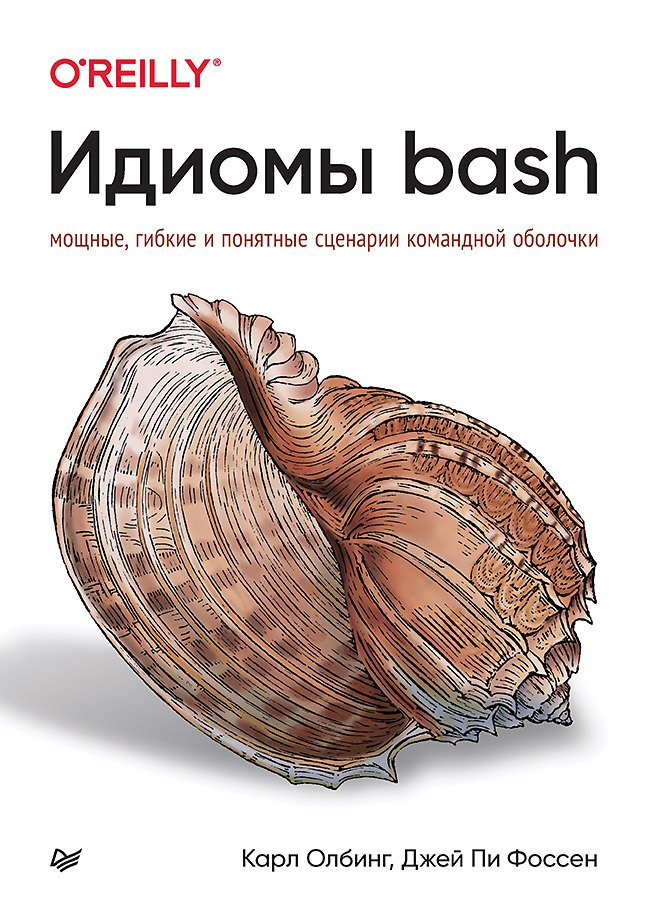 O'REILLY®
Идиомы bash
мощные, гибкие и понятные сценарии командной оболочки
Карл Олбинг, Джей Пи Фоссен